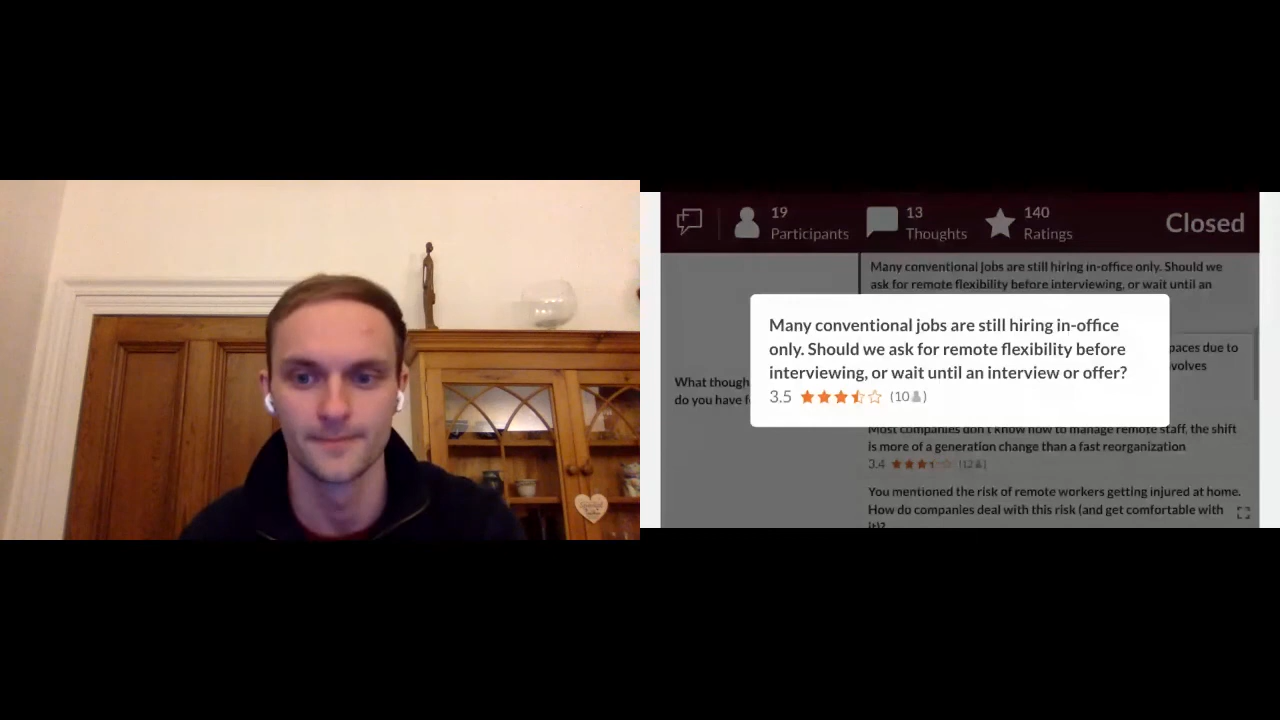 19
Participants
13
Thoughts
140
Ratings
Closed
Many conventional jobs are still hiring in-office only. Should we
ask for remote flexibility before interviewing, or wait until an
Many conventional jobs are still hiring in-office
only. Should we ask for remote flexibility before
interviewing, or wait until an interview or offer?
3.5 (10)
paces due to
volves
What though
do you have f
Most companies don't know how to manage remote staff, the shift
is more of a generation change than a fast reorganization
3.4 (12)
You mentioned the risk of remote workers getting injured at home.
How do companies deal with this risk (and get comfortable with
it)?